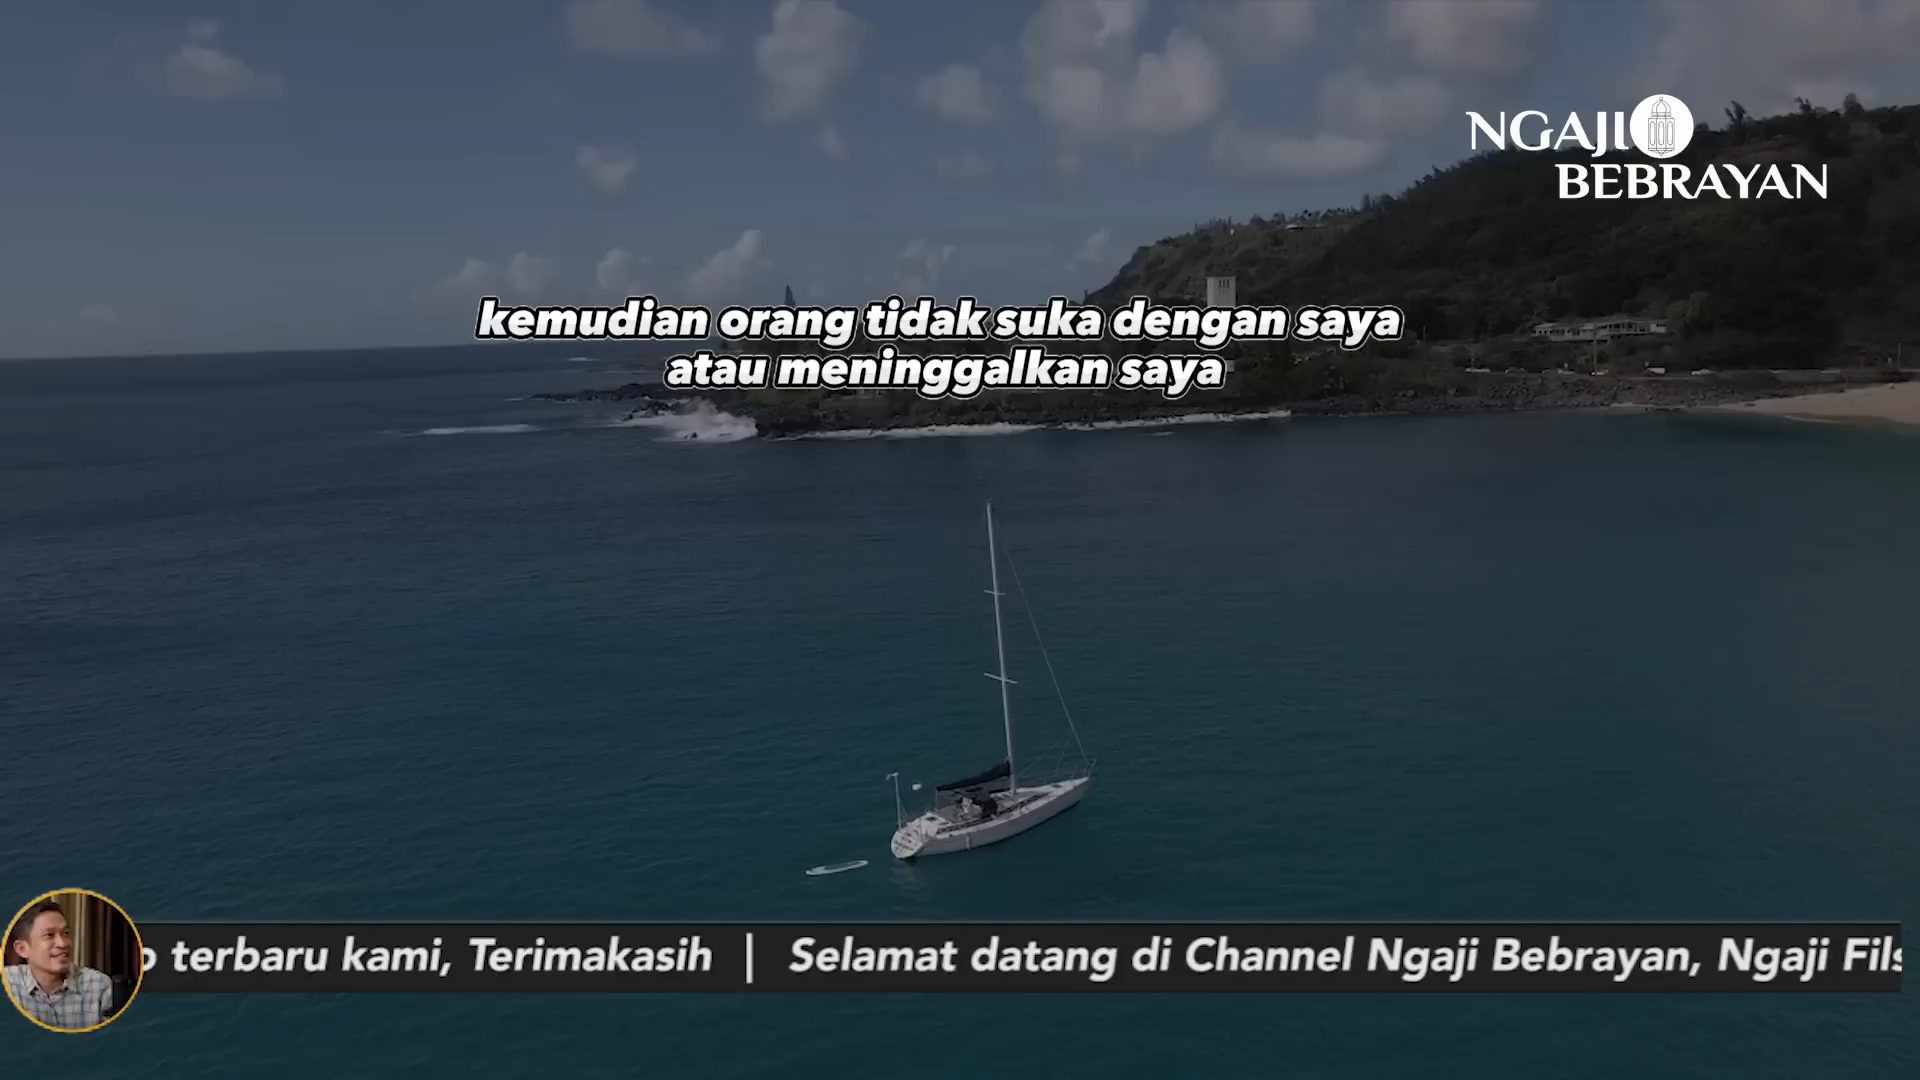 NGAJI
BEBRAYAN
kemudian orang tidak suka dengan saya
atau meninggalkan saya
terbaru kami, Terimakasih | Selamat datang di Channel Ngaji Bebrayan, Ngaji